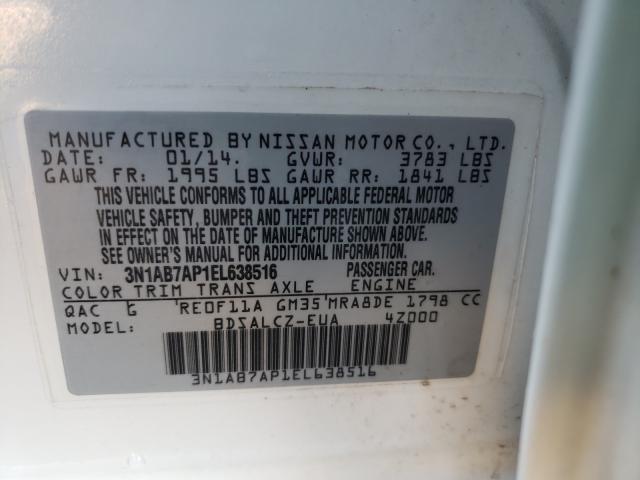 MANUFACTURED BY NISSAN MOTOR CO., LTD.
DATE: 01/14. GVWR: 3783 LBS
GAWR FR: 1995 LBS GAWR RR: 1841 LBS
THIS VEHICLE CONFORMS TO ALL APPLICABLE FEDERAL MOTOR
VEHICLE SAFETY, BUMPER AND THEFT PREVENTION STANDARDS
IN EFFECT ON THE DATE OF MANUFACTURE SHOWN ABOVE.
SEE OWNER'S MANUAL FOR ADDITIONAL INFORMATION.
VIN: 3N1AB7AP1EL638516 PASSENGER CAR.
COLOR TRIM TRANS AXLE ENGINE
QAC G RE0F11A GM35 MRA8DE 1798 CC
MODEL: BDSALCZ-EUA 4Z000
3N1AB7AP1EL638516